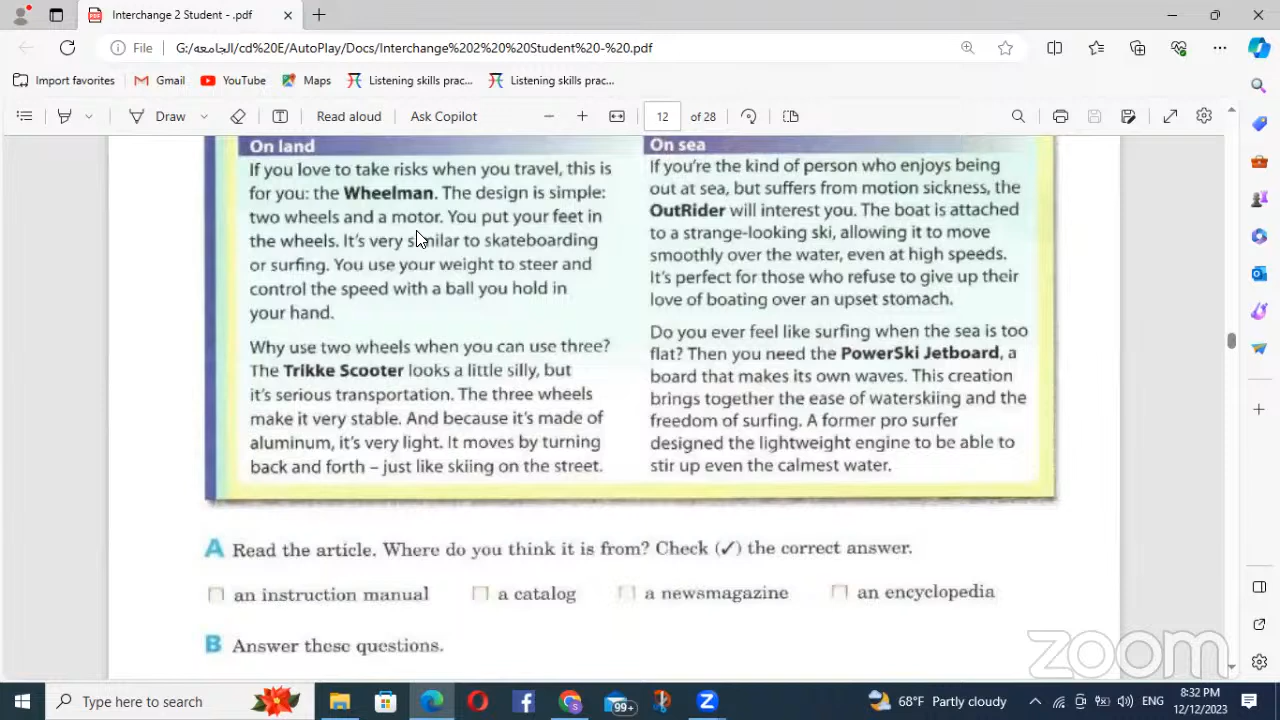 Interchange 2 Student - .pdf
File
G:/الجامعه/cd%20E/AutoPlay/Docs/Interchange%202%20%20Student%20-%20.pdf
Import favorites
Gmail
YouTube
Maps
Listening skills prac...
Listening skills prac...
Draw
Read aloud
Ask Copilot
12
of 28
On land
If you love to take risks when you travel, this is
for you: the Wheelman. The design is simple:
two wheels and a motor. You put your feet in
the wheels. It's very similar to skateboarding
or surfing. You use your weight to steer and
control the speed with a ball you hold in
your hand.
Why use two wheels when you can use three?
The Trikke Scooter looks a little silly, but
it's serious transportation. The three wheels
make it very stable. And because it's made of
aluminum, it's very light. It moves by turning
back and forth – just like skiing on the street.
On sea
If you're the kind of person who enjoys being
out at sea, but suffers from motion sickness, the
OutRider will interest you. The boat is attached
to a strange-looking ski, allowing it to move
smoothly over the water, even at high speeds.
It's perfect for those who refuse to give up their
love of boating over an upset stomach.
Do you ever feel like surfing when the sea is too
flat? Then you need the PowerSki Jetboard, a
board that makes its own waves. This creation
brings together the ease of waterskiing and the
freedom of surfing. A former pro surfer
designed the lightweight engine to be able to
stir up even the calmest water.
A Read the article. Where do you think it is from? Check (✓) the correct answer.
an instruction manual
a catalog
a newsmagazine
an encyclopedia
B Answer these questions.
zoom
Type here to search
99+
68°F Partly cloudy
ENG
8:32 PM
12/12/2023